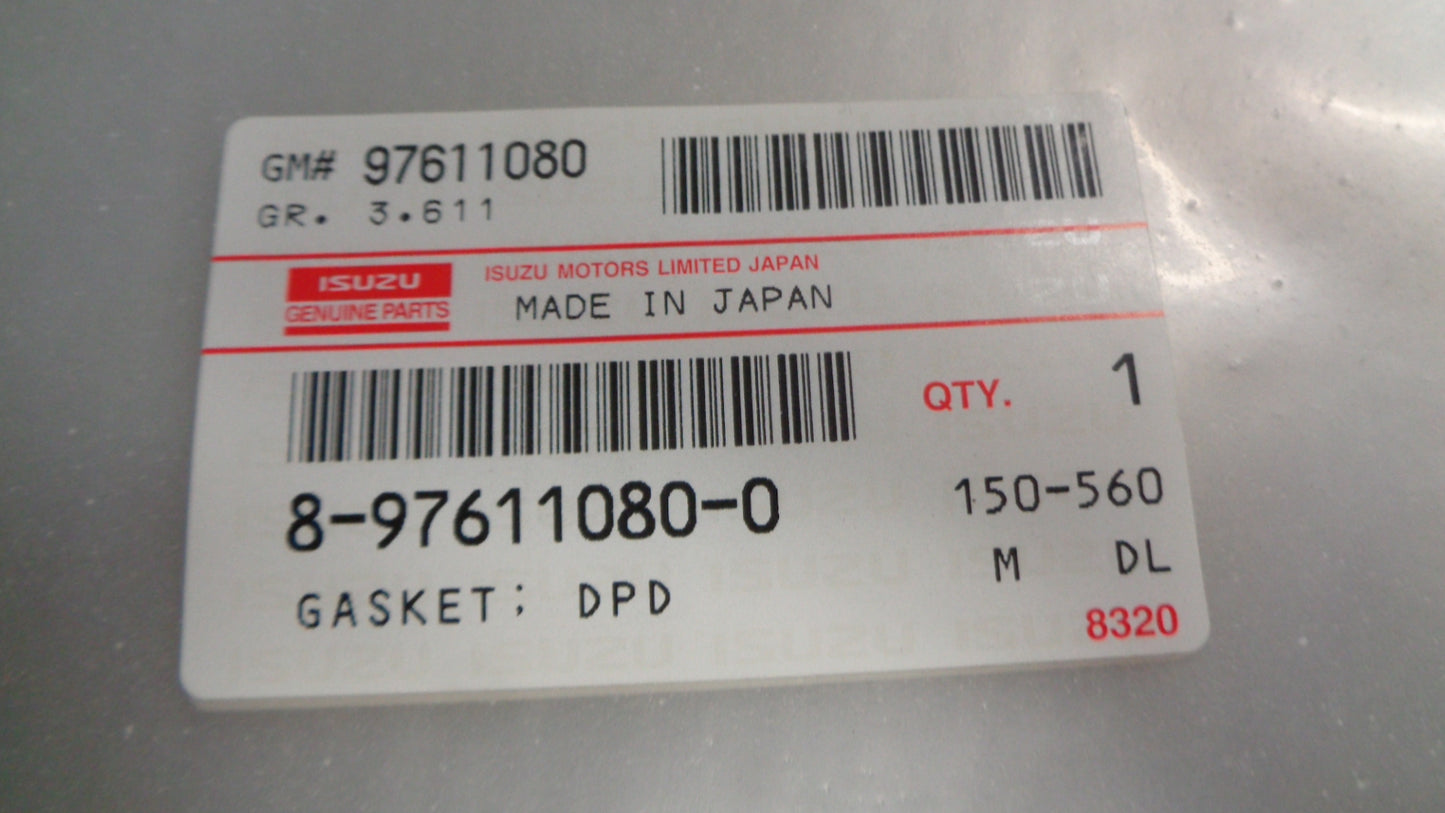 GM# 97611080
GR. 3.611
ISUZU
GENUINE PARTS
ISUZU MOTORS LIMITED JAPAN
MADE IN JAPAN
QTY. 1
8-97611080-0
150-560
GASKET; DPD
M DL
8320